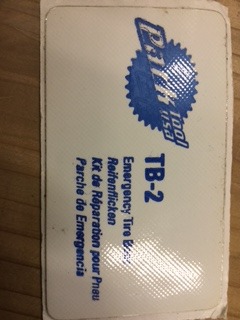 Park
tool
usa
TB-2
Emergency Tire Boot
Reifenflicken
Kit de Réparation pour Pneu
Parche de Emergencia